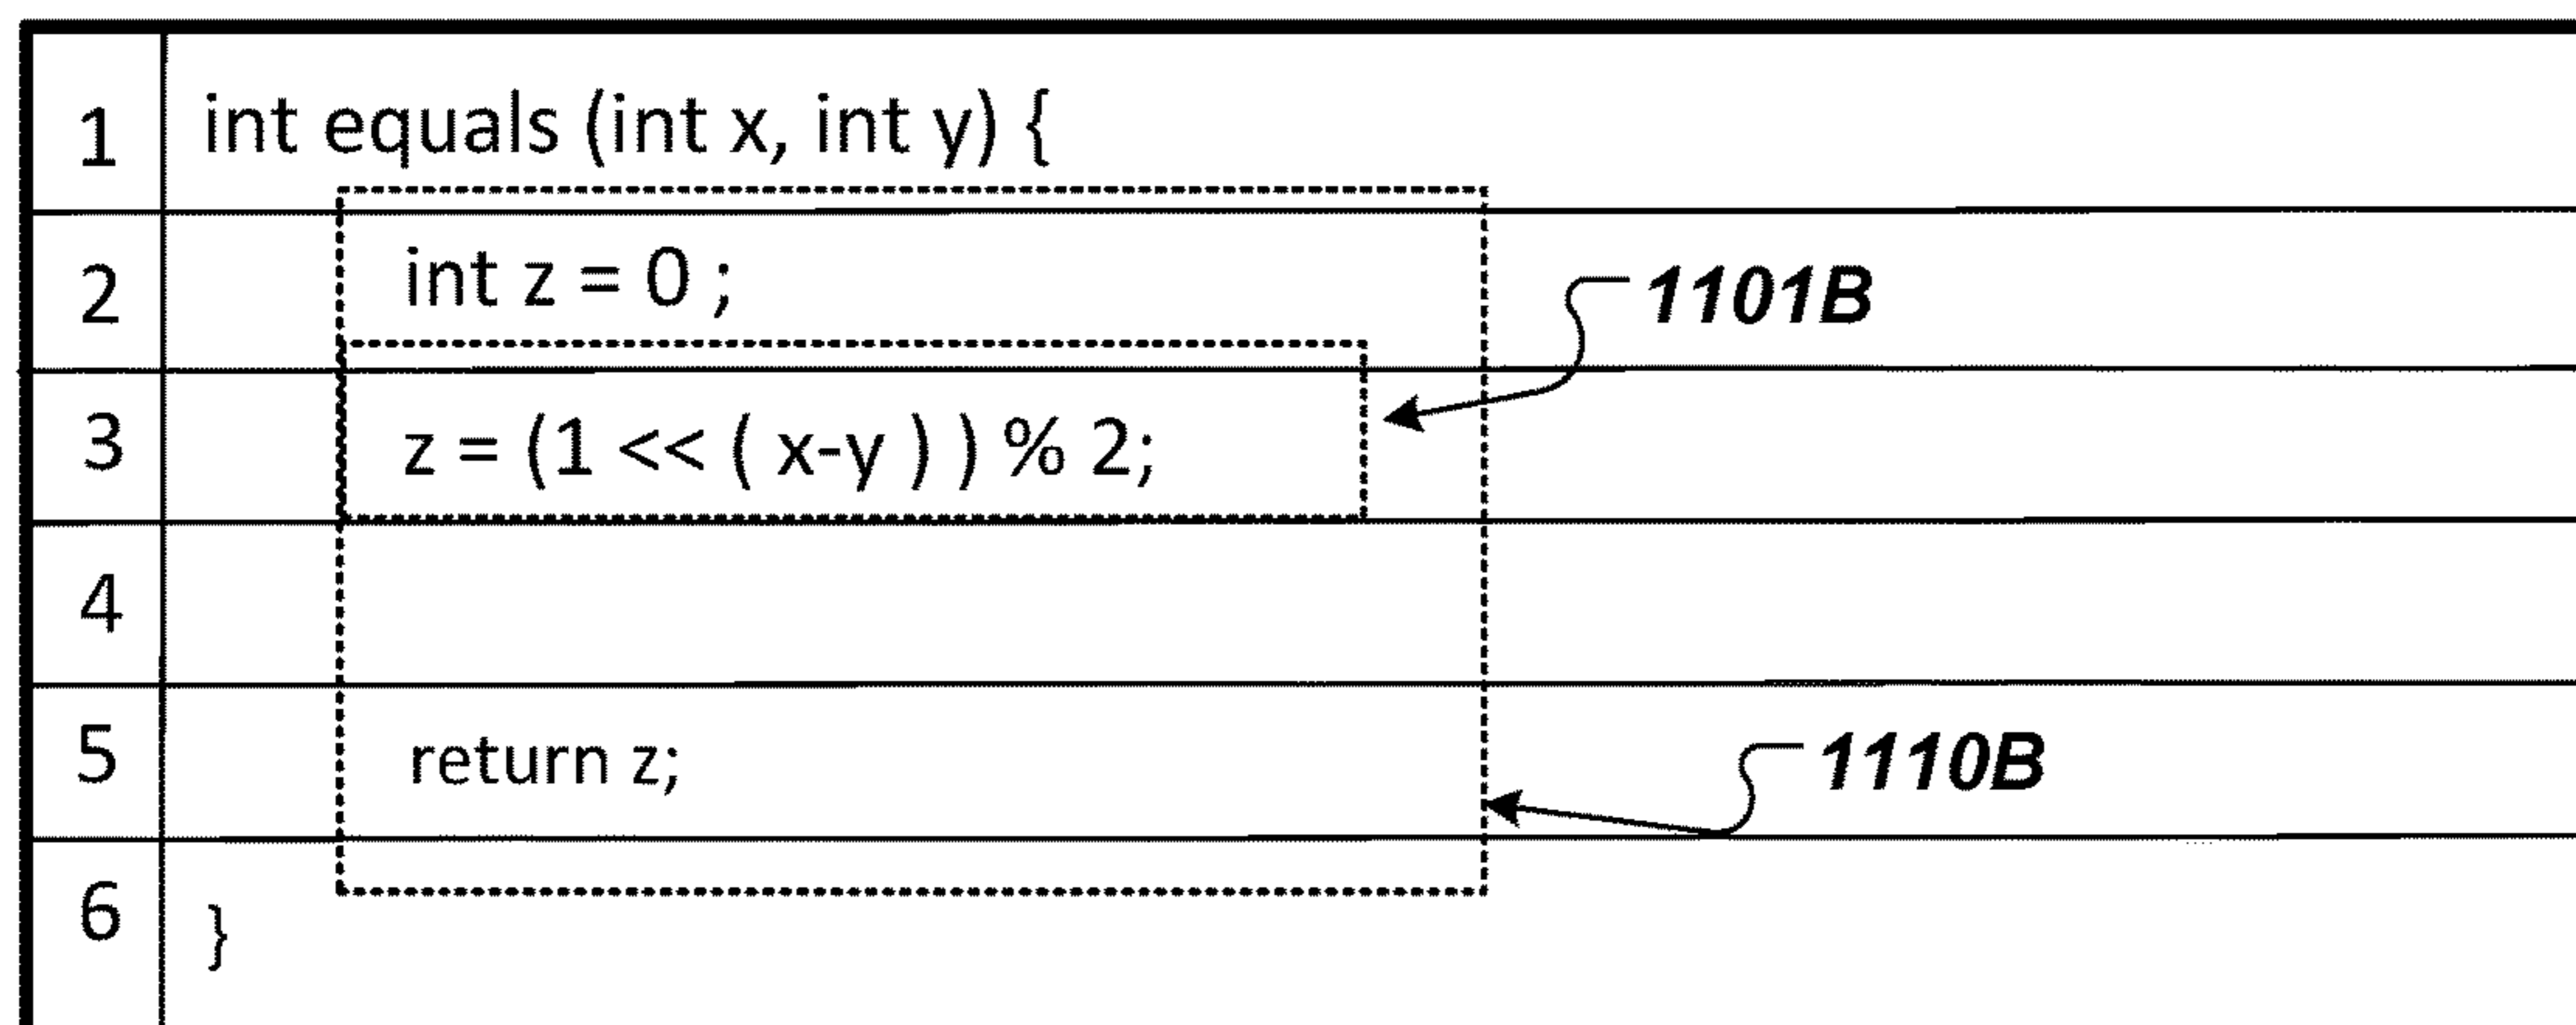 1 int equals (int x, int y) {
2 int z = 0 ;
1101B
3 z = (1 << ( x-y ) ) % 2;
4
5 return z;
1110B
6 }